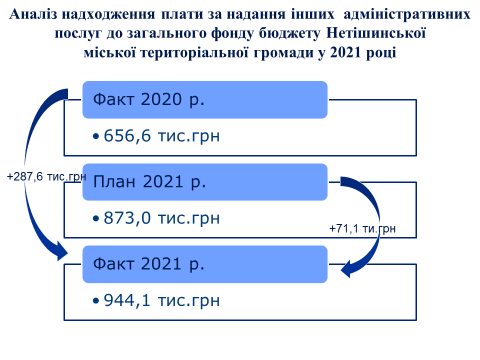 Аналіз надходження плати за надання інших адміністративних
послуг до загального фонду бюджету Нетішинської
міської територіальної громади у 2021 році
Факт 2020 р.
• 656,6 тис.грн
+287,6 тис.грн
План 2021 р.
• 873,0 тис.грн
+71,1 ти.грн
Факт 2021 р.
• 944,1 тис.грн